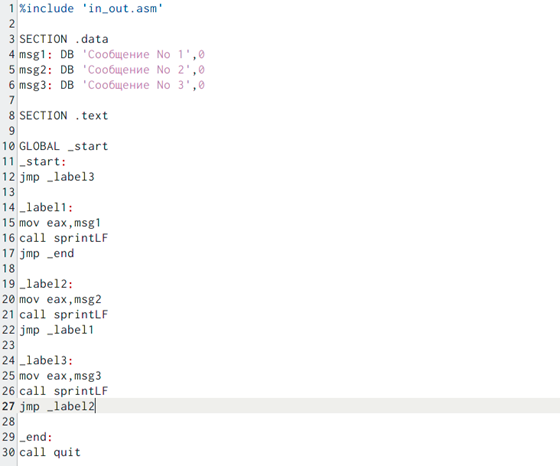 1 %include 'in_out.asm'
2
3 SECTION .data
4 msg1: DB 'Сообщение No 1',0
5 msg2: DB 'Сообщение No 2',0
6 msg3: DB 'Сообщение No 3',0
7
8 SECTION .text
9
10 GLOBAL _start
11 _start:
12 jmp _label3
13
14 _label1:
15 mov eax,msg1
16 call sprintLF
17 jmp _end
18
19 _label2:
20 mov eax,msg2
21 call sprintLF
22 jmp _label1
23
24 _label3:
25 mov eax,msg3
26 call sprintLF
27 jmp _label2
28
29 _end:
30 call quit